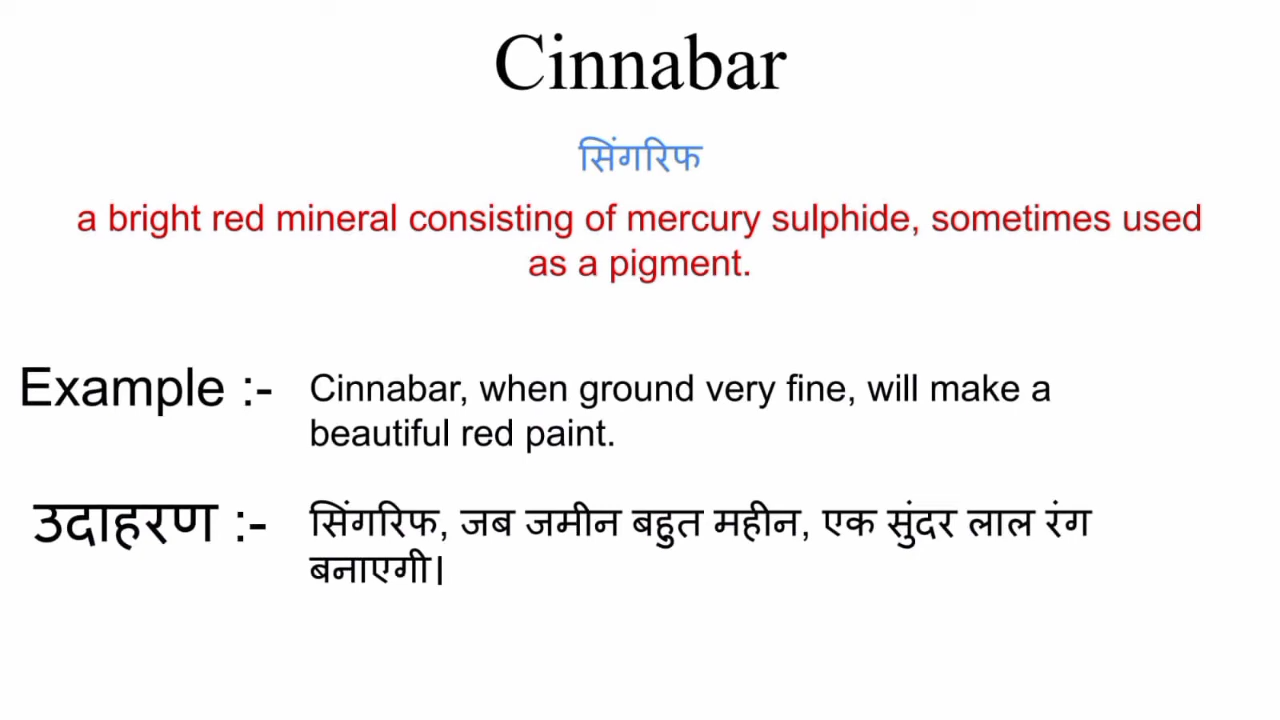 Cinnabar
सिंगरिफ
a bright red mineral consisting of mercury sulphide, sometimes used
as a pigment.
Example :- Cinnabar, when ground very fine, will make a
beautiful red paint.
उदाहरण :- सिंगरिफ, जब जमीन बहुत महीन, एक सुंदर लाल रंग
बनाएगी।